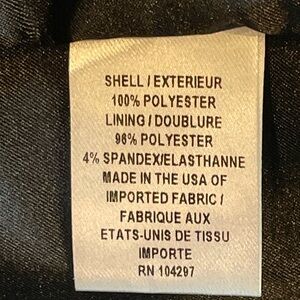 SHELL / EXTERIEUR
100% POLYESTER
LINING / DOUBLURE
96% POLYESTER
4% SPANDEX/ELASTHANNE
MADE IN THE USA OF
IMPORTED FABRIC /
FABRIQUE AUX
ETATS-UNIS DE TISSU
IMPORTE
RN 104297